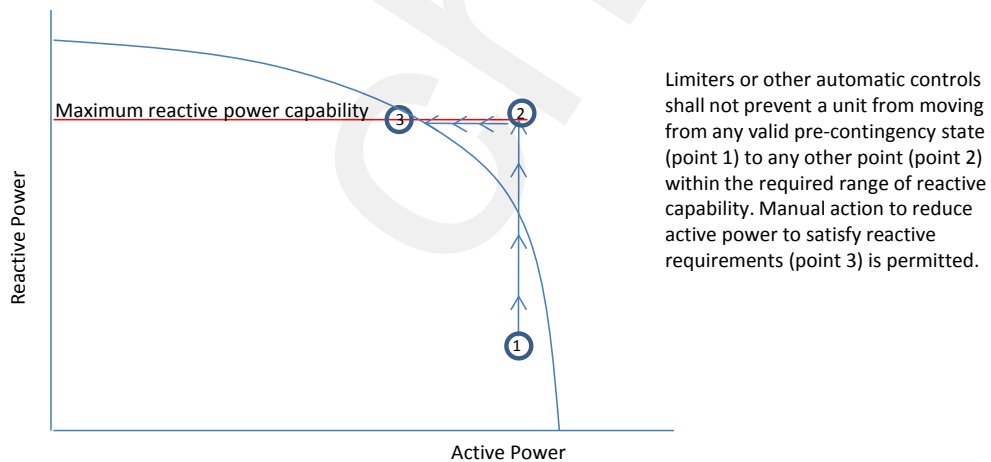 Maximum reactive power capability
3
2
1
Reactive Power
Active Power
Limiters or other automatic controls
shall not prevent a unit from moving
from any valid pre-contingency state
(point 1) to any other point (point 2)
within the required range of reactive
capability. Manual action to reduce
active power to satisfy reactive
requirements (point 3) is permitted.